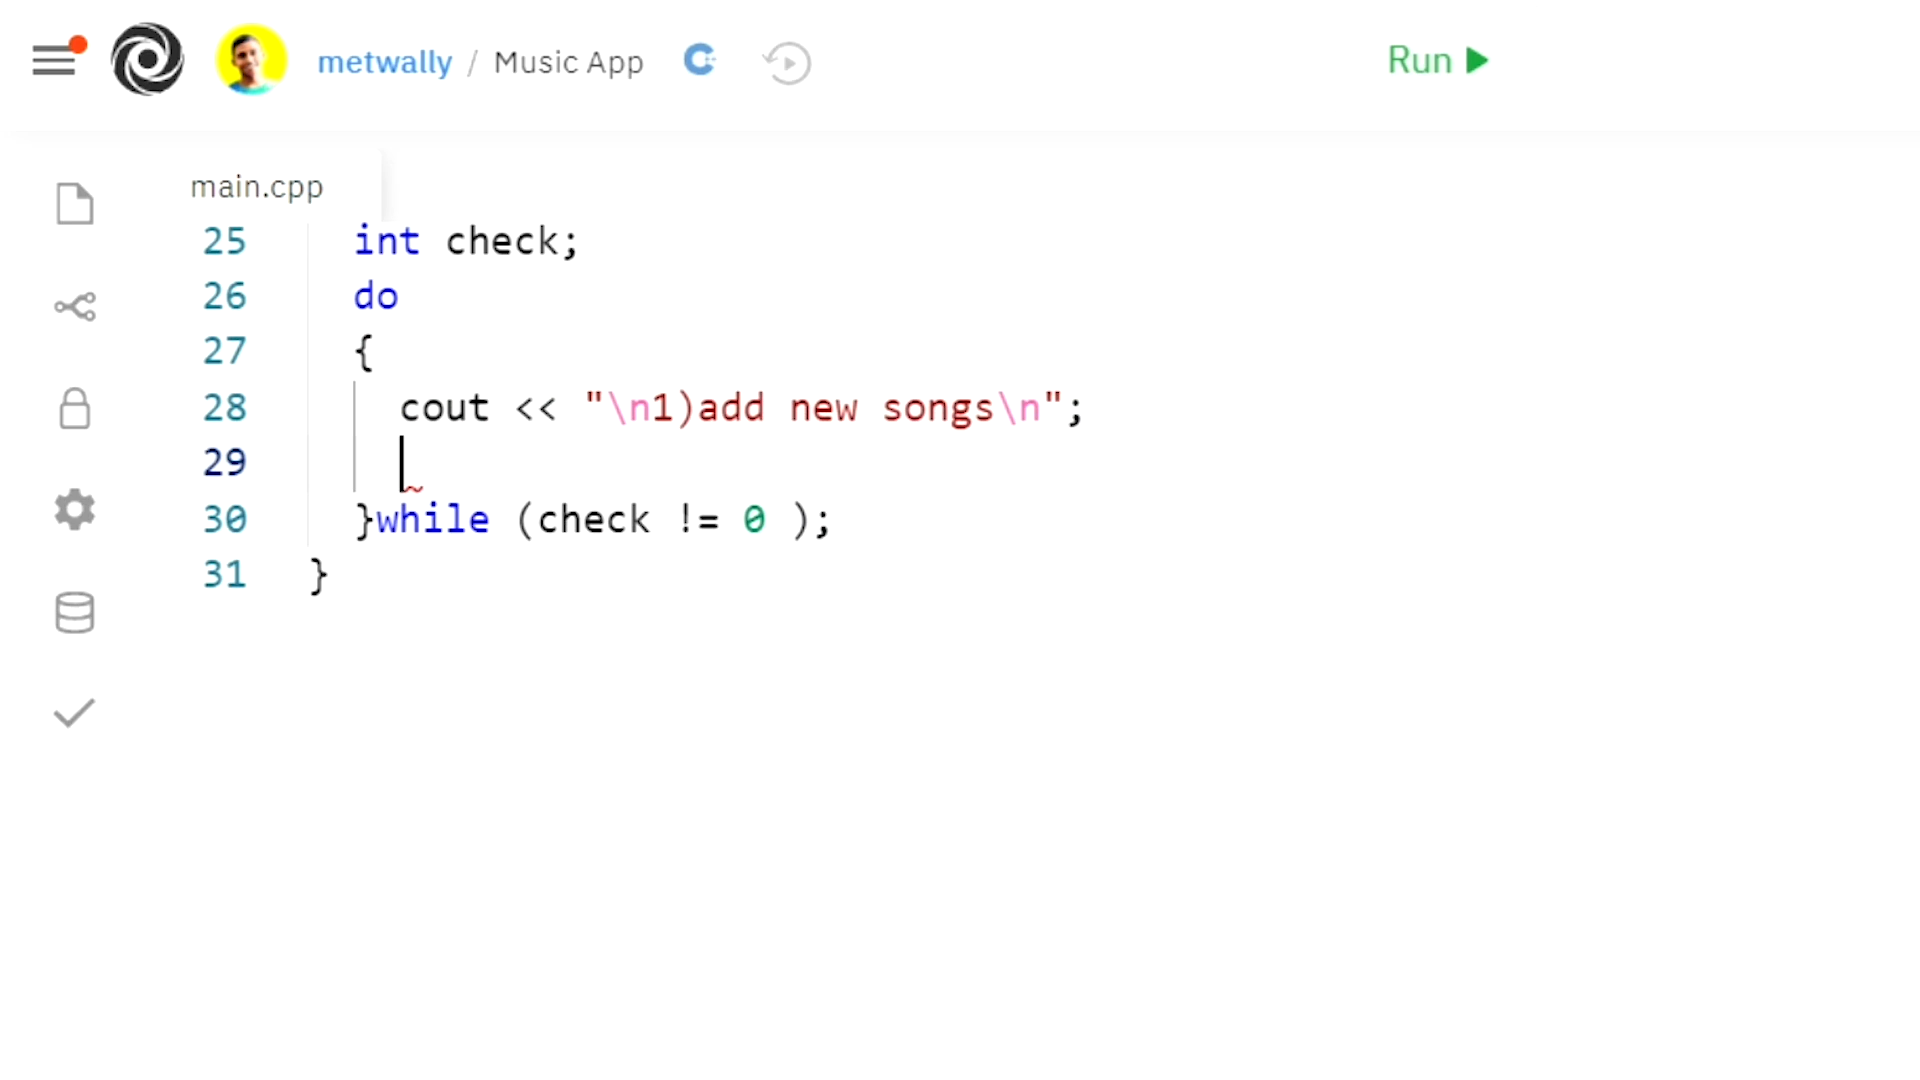 metwally / Music App
Run
main.cpp
25 int check;
26 do
27 {
28 cout << "\n1)add new songs\n";
29
30 }while (check != 0 );
31 }